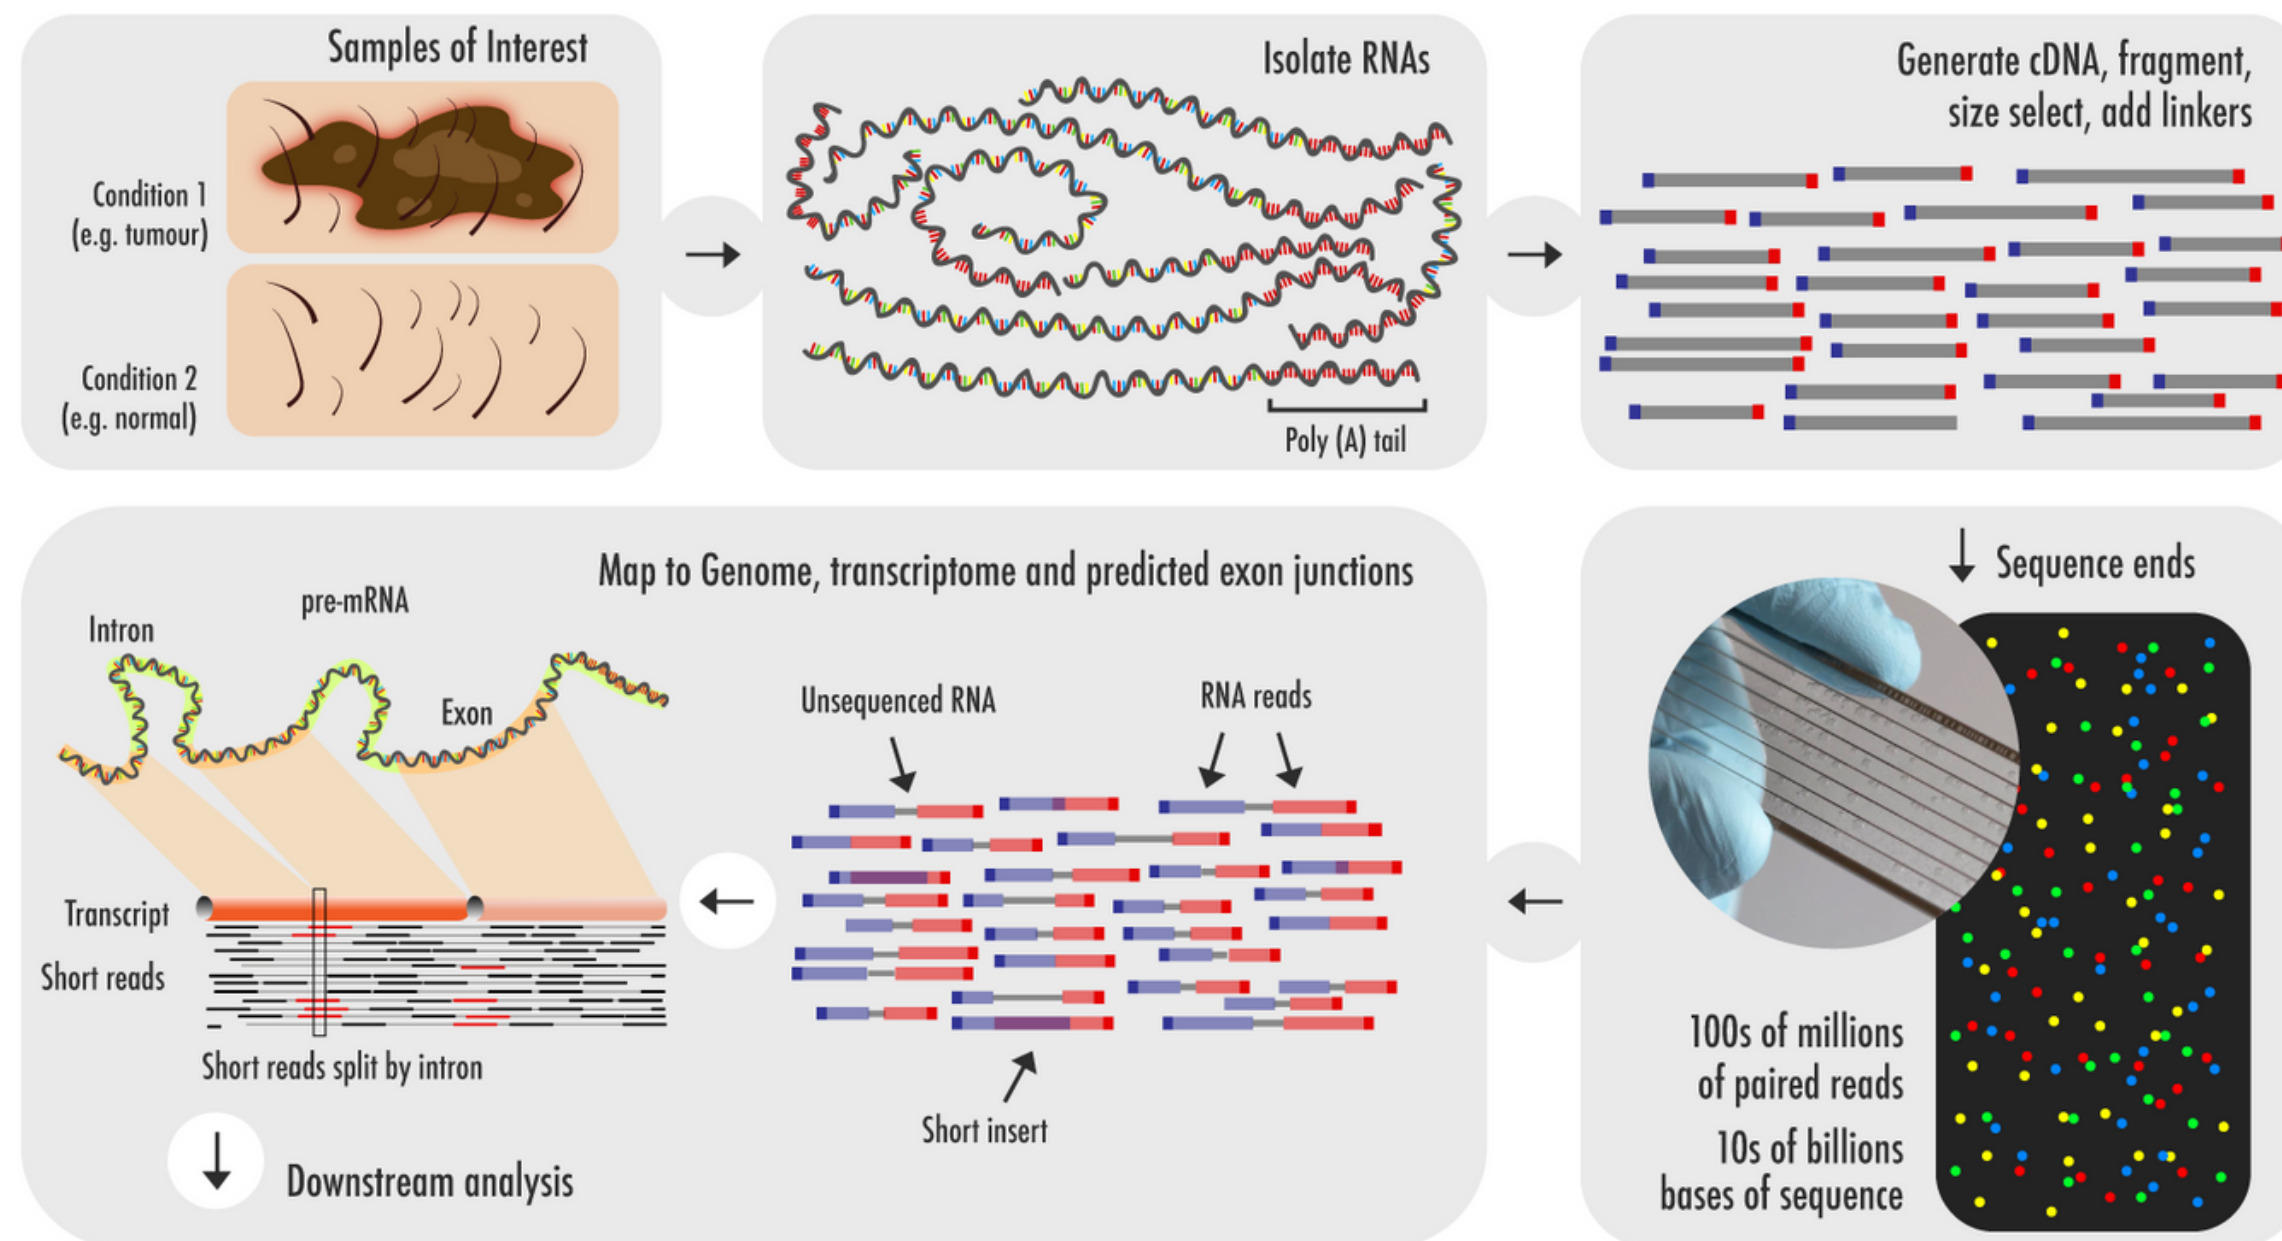 Samples of Interest
Condition 1
(e.g. tumour)
Condition 2
(e.g. normal)
Isolate RNAs
Poly (A) tail
Generate cDNA, fragment,
size select, add linkers
Sequence ends
100s of millions
of paired reads
10s of billions
bases of sequence
Map to Genome, transcriptome and predicted exon junctions
pre-mRNA
Intron
Exon
Unsequenced RNA
RNA reads
Short insert
Transcript
Short reads
Short reads split by intron
Downstream analysis